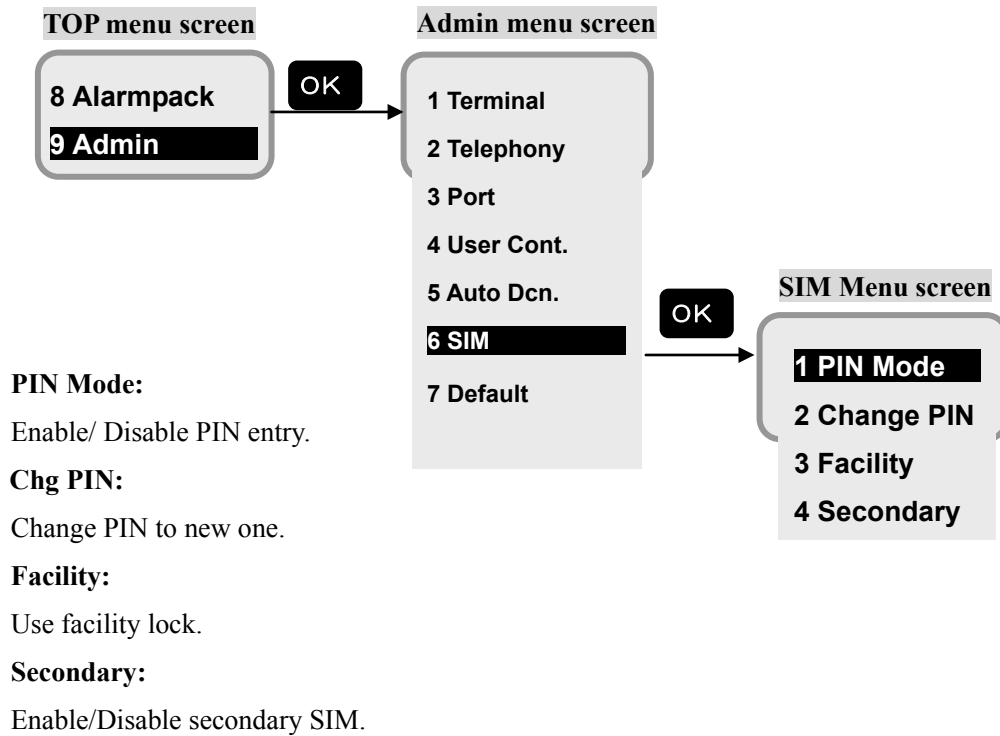 TOP menu screen
8 Alarmpack
9 Admin
OK
Admin menu screen
1 Terminal
2 Telephony
3 Port
4 User Cont.
5 Auto Dcn.
6 SIM
7 Default
OK
SIM Menu screen
1 PIN Mode
2 Change PIN
3 Facility
4 Secondary
PIN Mode:
Enable/ Disable PIN entry.
Chg PIN:
Change PIN to new one.
Facility:
Use facility lock.
Secondary:
Enable/Disable secondary SIM.